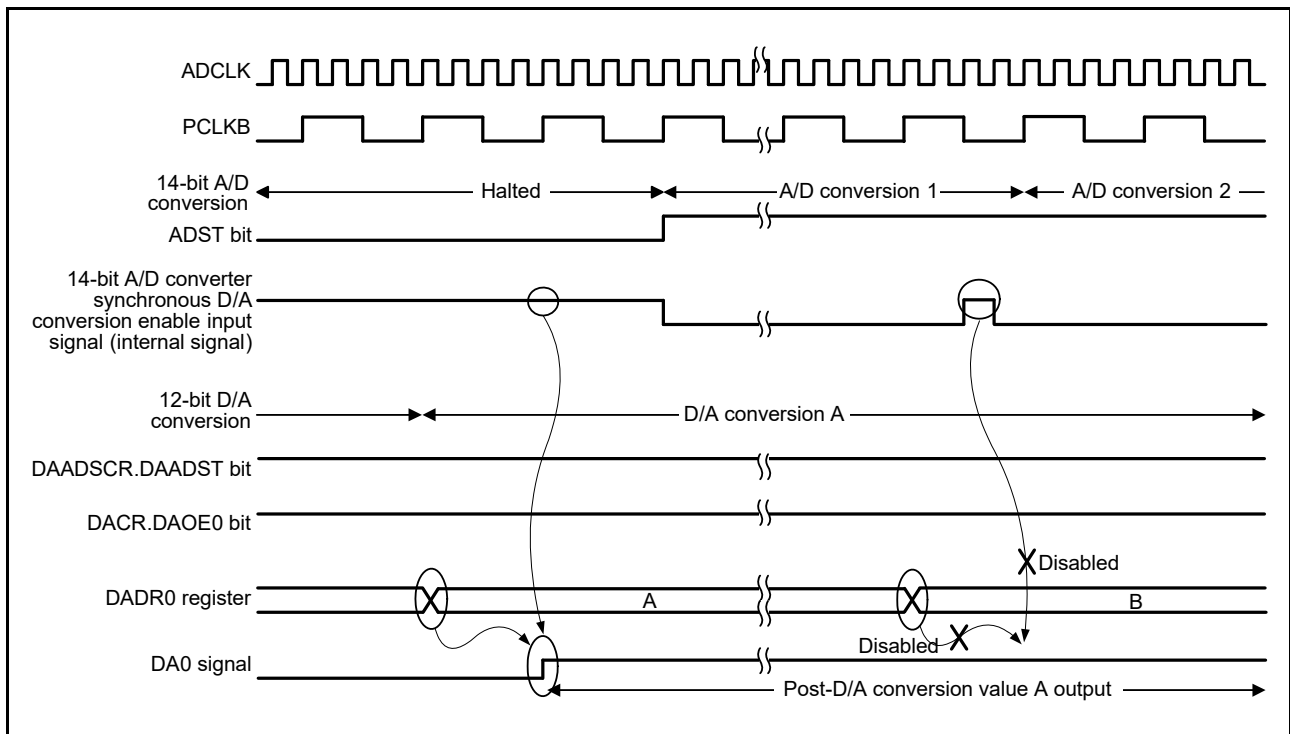 ADCLK
PCLKB
14-bit A/D
conversion
Halted
A/D conversion 1
A/D conversion 2
ADST bit
14-bit A/D converter
synchronous D/A
conversion enable input
signal (internal signal)
12-bit D/A
conversion
D/A conversion A
DAADSCR.DAADST bit
DACR.DAOE0 bit
Disabled
DADR0 register
A
B
Disabled
DA0 signal
Post-D/A conversion value A output